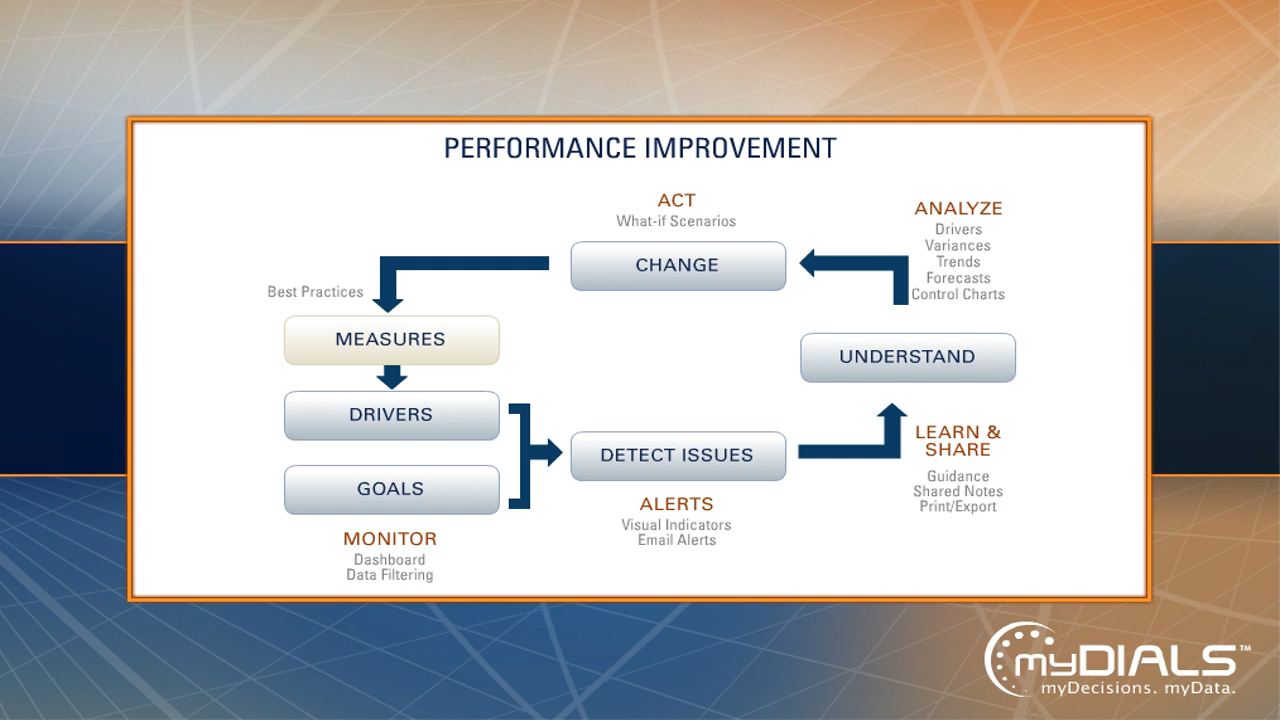 PERFORMANCE IMPROVEMENT
ACT
What-if Scenarios
CHANGE
ANALYZE
Drivers
Variances
Trends
Forecasts
Control Charts
Best Practices
MEASURES
UNDERSTAND
DRIVERS
GOALS
DETECT ISSUES
LEARN &
SHARE
Guidance
Shared Notes
Print/Export
ALERTS
Visual Indicators
Email Alerts
MONITOR
Dashboard
Data Filtering
myDIALS™
myDecisions. myData.